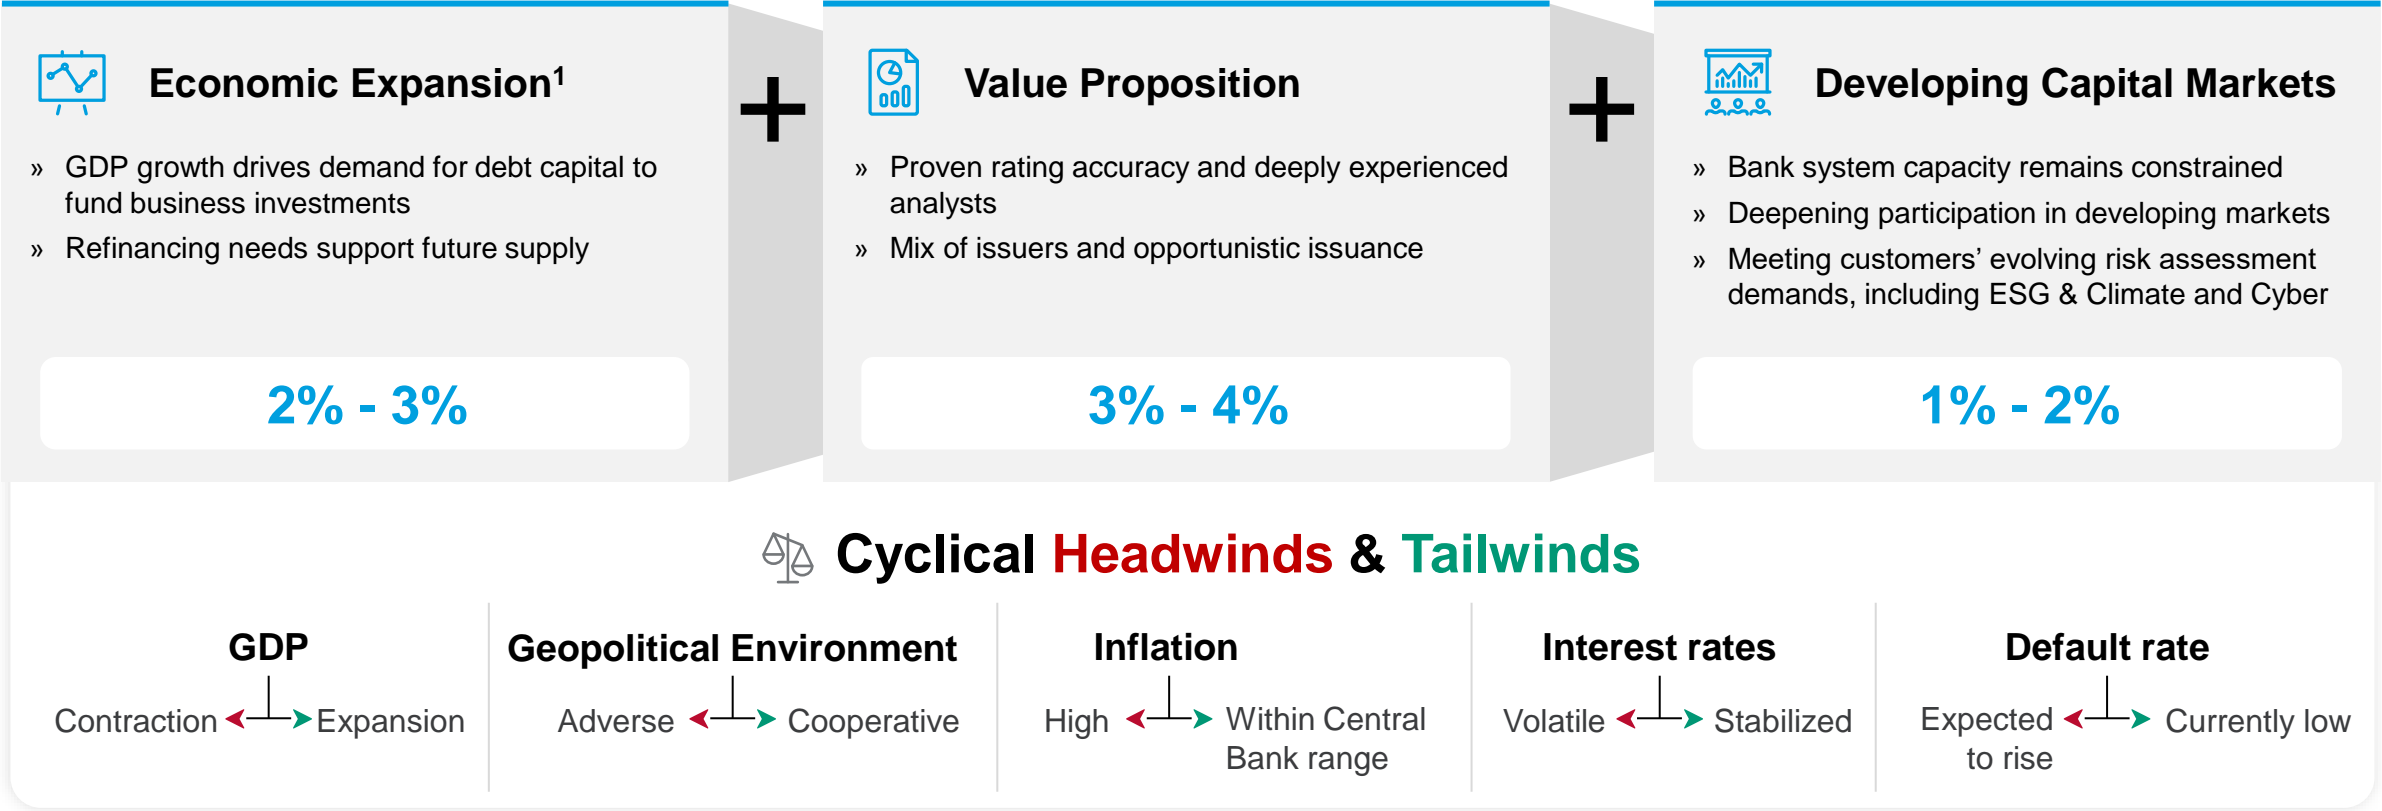 Economic Expansion¹
» GDP growth drives demand for debt capital to
fund business investments
» Refinancing needs support future supply
2% - 3%
+
Value Proposition
» Proven rating accuracy and deeply experienced
analysts
» Mix of issuers and opportunistic issuance
3% - 4%
+
Developing Capital Markets
» Bank system capacity remains constrained
» Deepening participation in developing markets
» Meeting customers’ evolving risk assessment
demands, including ESG & Climate and Cyber
1% - 2%
Cyclical Headwinds & Tailwinds
GDP
Contraction
Expansion
Geopolitical Environment
Adverse
Cooperative
Inflation
High
Within Central
Bank range
Interest rates
Volatile
Stabilized
Default rate
Expected
to rise
Currently low